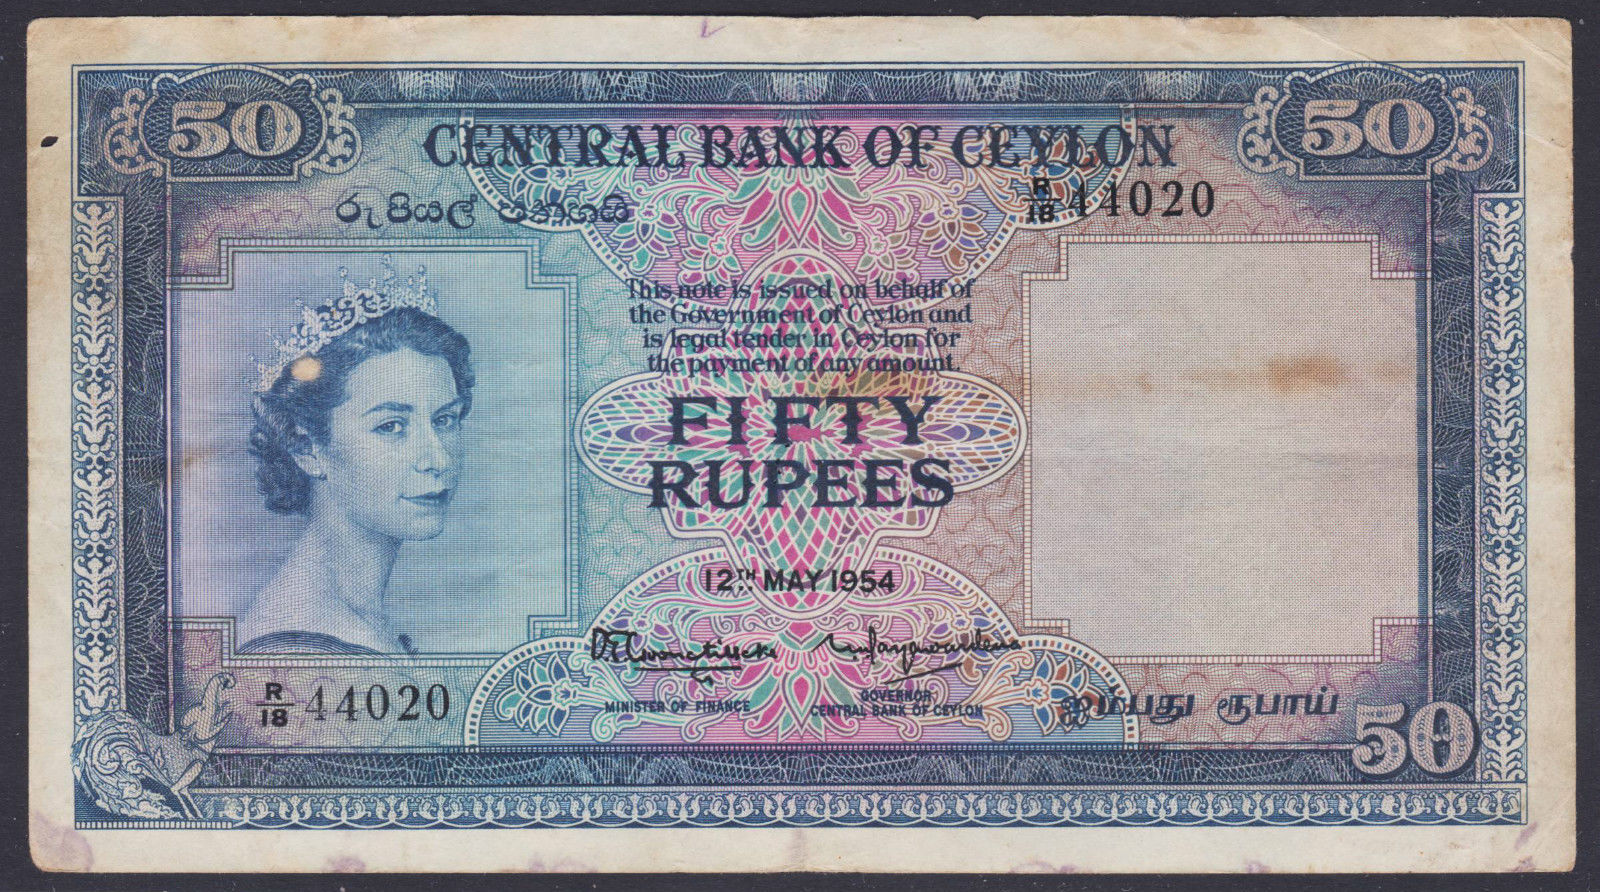 50
50
CENTRAL BANK OF CEYLON
රු පියල් පනහයි
R/18 44020
This note is issued on behalf of
the Government of Ceylon and
is legal tender in Ceylon for
the payment of any amount.
FIFTY
RUPEES
12TH MAY 1954
MINISTER OF FINANCE
GOVERNOR
CENTRAL BANK OF CEYLON
R/18 44020
ஐம்பது ரூபாய்
50